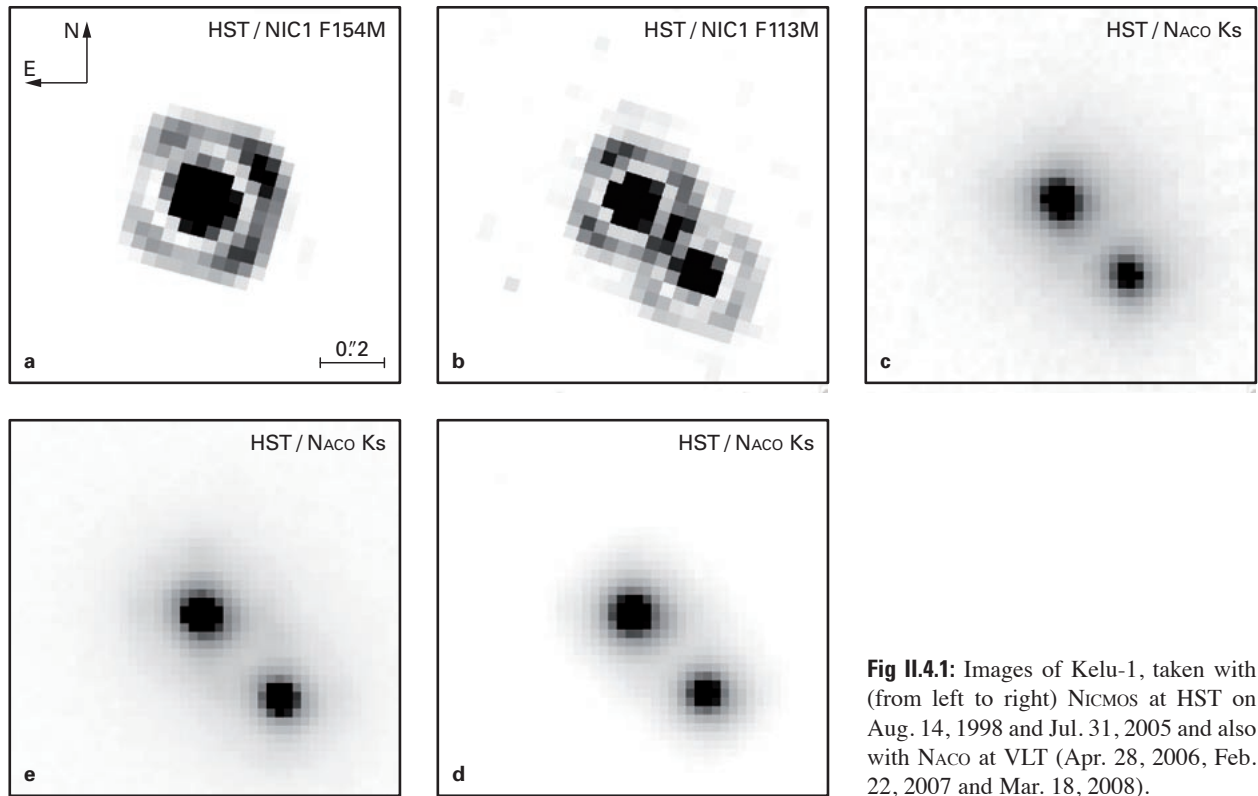 HST / NIC1 F154M
N
E
0."2
a
HST / NIC1 F113M
b
HST / NACO Ks
c
HST / NACO Ks
e
HST / NACO Ks
d
Fig II.4.1: Images of Kelu-1, taken with
(from left to right) NICMOS at HST on
Aug. 14, 1998 and Jul. 31, 2005 and also
with NACO at VLT (Apr. 28, 2006, Feb.
22, 2007 and Mar. 18, 2008).